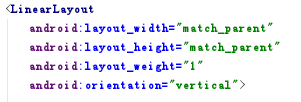 <LinearLayout
    android:layout_width="match_parent"
    android:layout_height="match_parent"
    android:layout_weight="1"
    android:orientation="vertical">